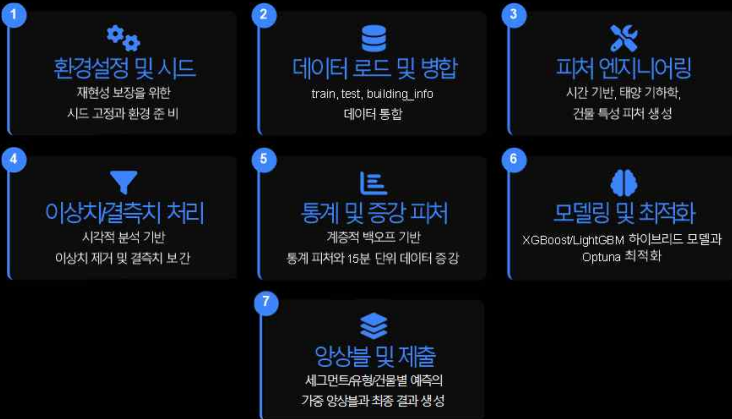 1
환경설정 및 시드
재현성 보장을 위한
시드 고정과 환경 준비
2
데이터 로드 및 병합
train, test, building_info
데이터 통합
3
피처 엔지니어링
시간 기반, 태양 기하학,
건물 특성 피처 생성
4
이상치/결측치 처리
시각적 분석 기반
이상치 제거 및 결측치 보간
5
통계 및 증강 피처
계층적 백오프 기반
통계 피처와 15분 단위 데이터 증강
6
모델링 및 최적화
XGBoost/LightGBM 하이브리드 모델과
Optuna 최적화
7
앙상블 및 제출
세그먼트/유형/건물별 예측의
가중 앙상블과 최종 결과 생성